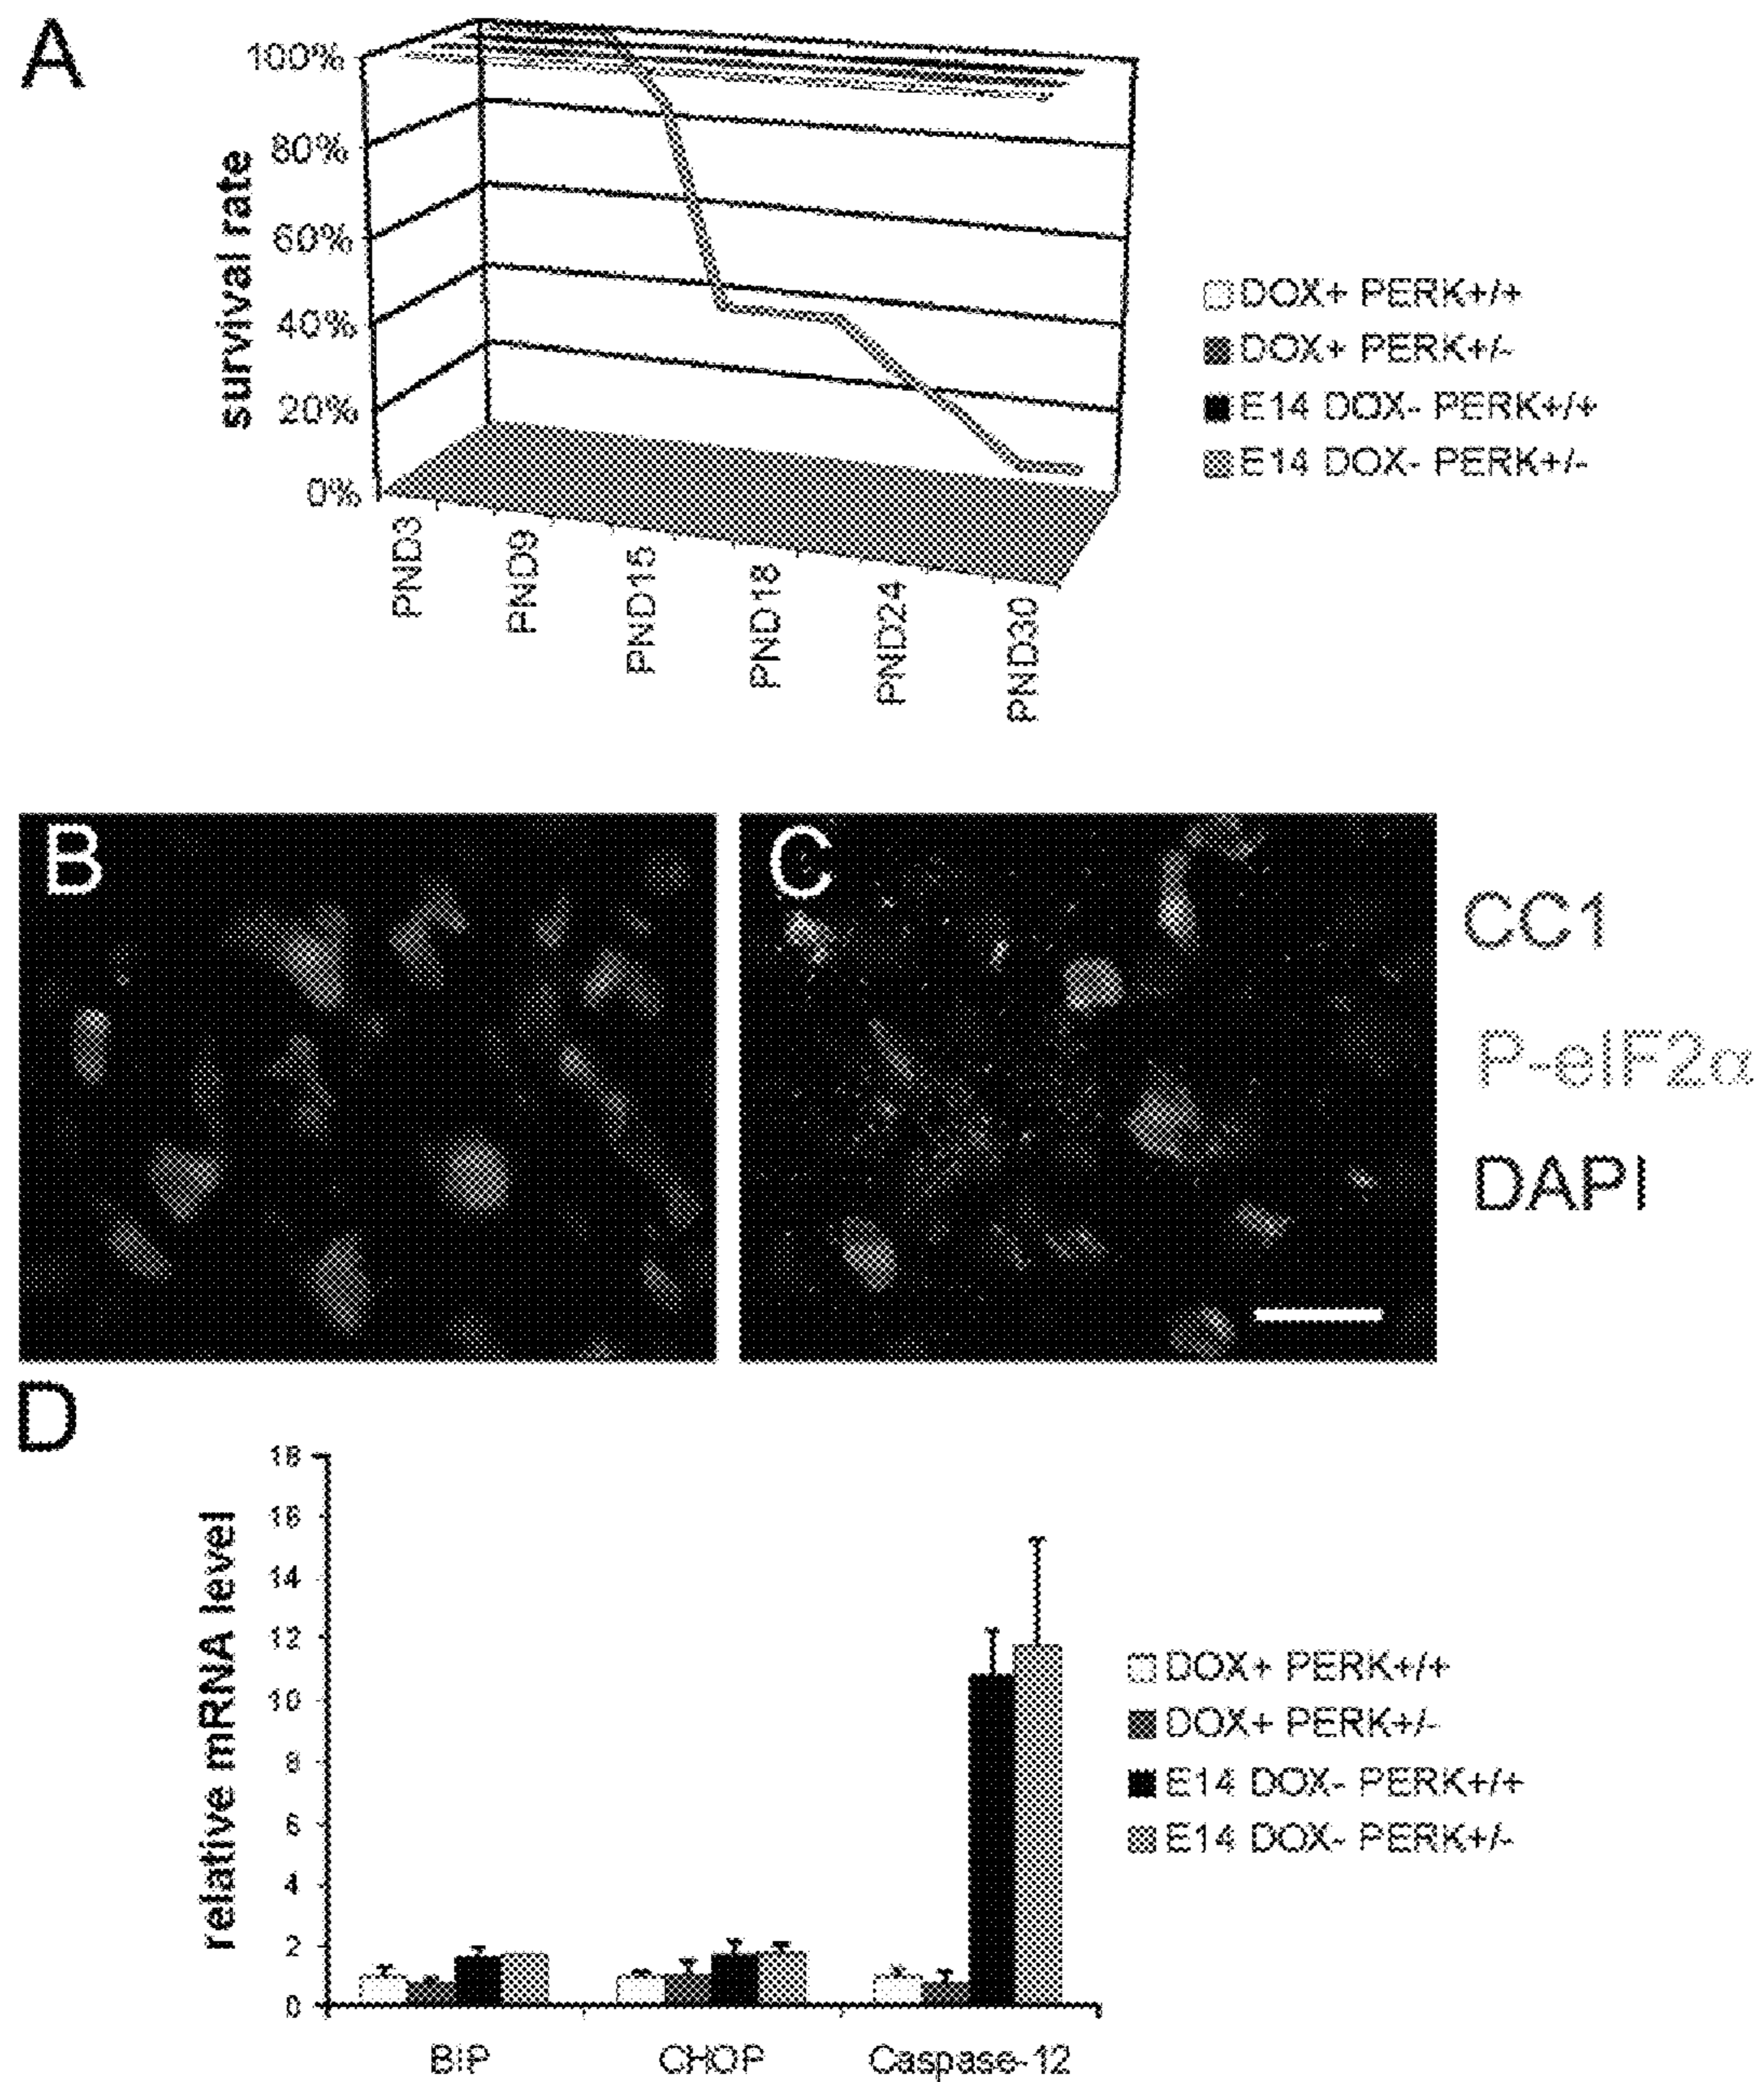 A
100%
80%
60%
40%
20%
0%
survival rate
PND3
PND9
PND15
PND18
PND24
PND30
DOX+ PERK+/+
DOX+ PERK+/-
E14 DOX- PERK+/+
E14 DOX- PERK+/-
B
C
CC1
P-eIF2α
DAPI
D
18
16
14
12
10
8
6
4
2
0
relative mRNA level
BIP
CHOP
Caspase-12
DOX+ PERK+/+
DOX+ PERK+/-
E14 DOX- PERK+/+
E14 DOX- PERK+/-